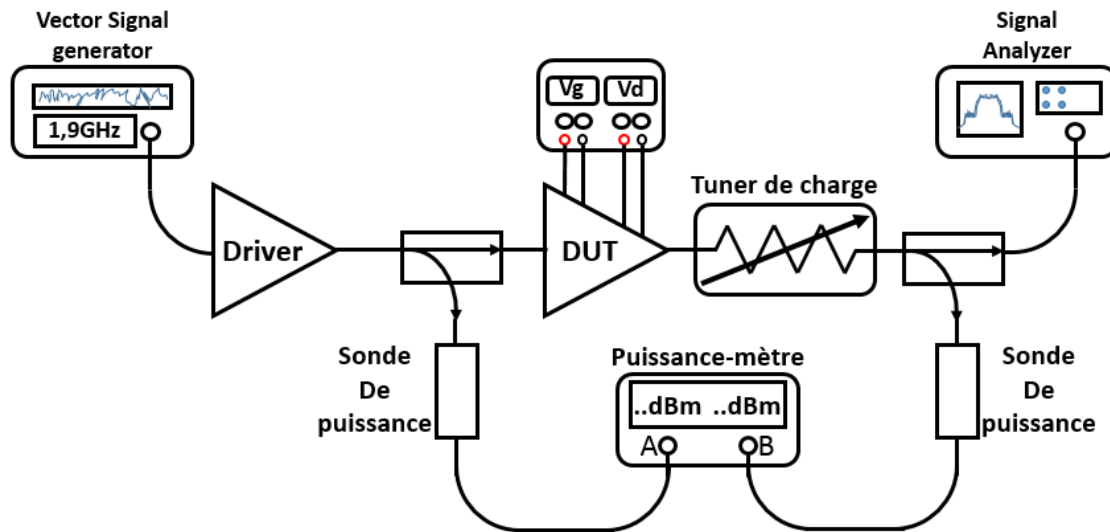 Vector Signal
generator
1,9GHz
Vg
Vd
Signal
Analyzer
Driver
DUT
Tuner de charge
Sonde
De
puissance
Puissance-mètre
..dBm ..dBm
A
B
Sonde
De
puissance